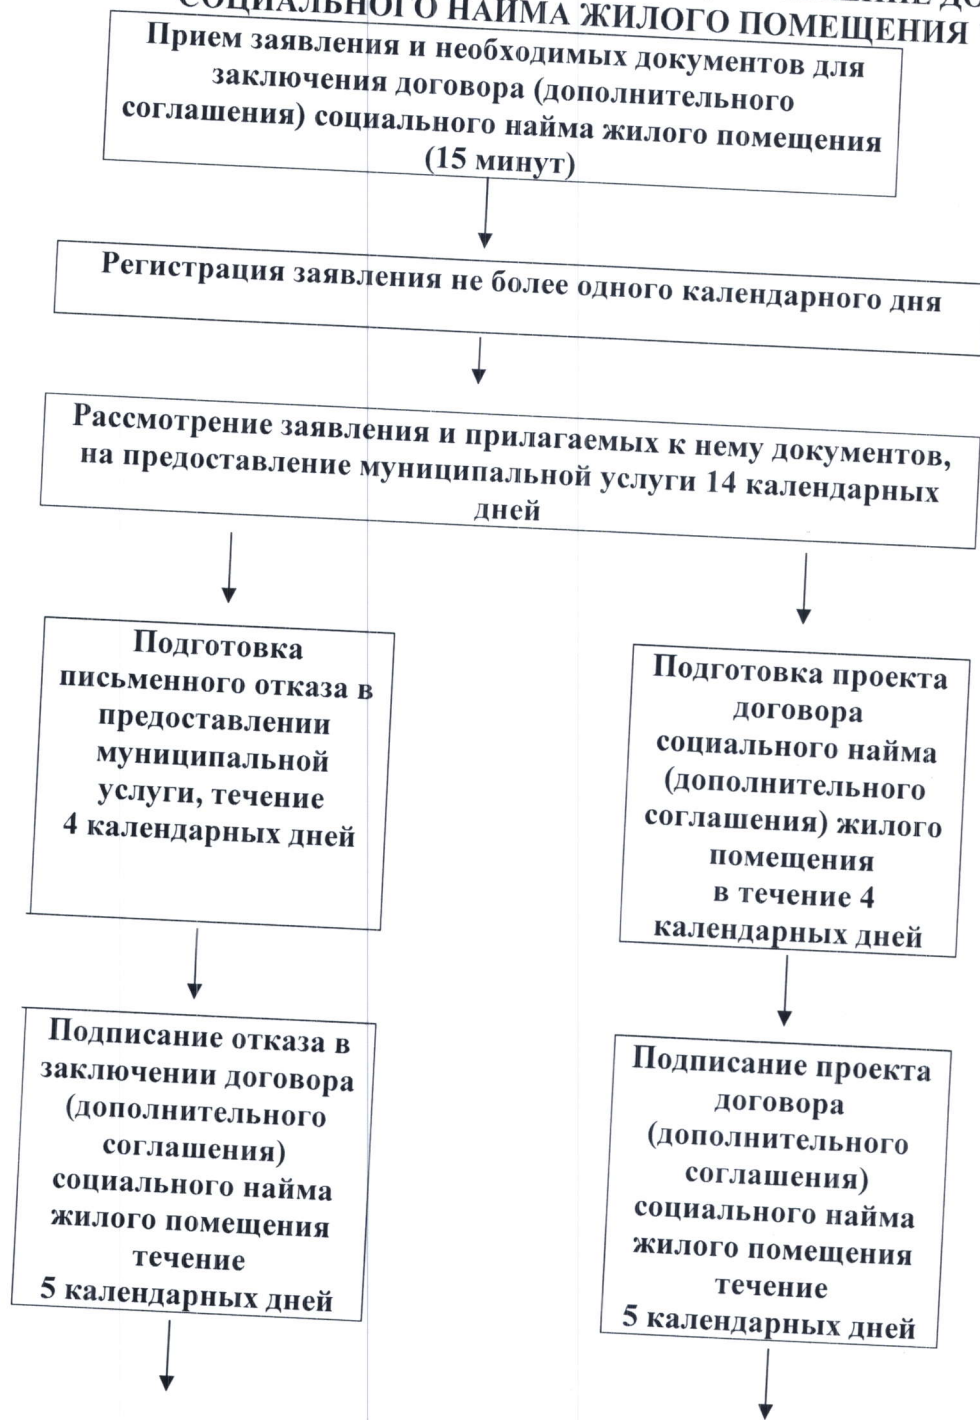 СОЦИАЛЬНОГО НАЙМА ЖИЛОГО ПОМЕЩЕНИЯ
Прием заявления и необходимых документов для
заключения договора (дополнительного
соглашения) социального найма жилого помещения
(15 минут)
Регистрация заявления не более одного календарного дня
Рассмотрение заявления и прилагаемых к нему документов,
на предоставление муниципальной услуги 14 календарных
дней
Подготовка
письменного отказа в
предоставлении
муниципальной
услуги, течение
4 календарных дней
Подготовка проекта
договора
социального найма
(дополнительного
соглашения) жилого
помещения
в течение 4
календарных дней
Подписание отказа в
заключении договора
(дополнительного
соглашения)
социального найма
жилого помещения
течение
5 календарных дней
Подписание проекта
договора
(дополнительного
соглашения)
социального найма
жилого помещения
течение
5 календарных дней